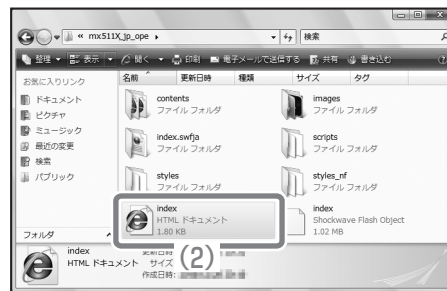 « mx511X_jp_ope ▸
検索
整理 表示 開く 印刷 電子メールで送信する 共有 書き込む
お気に入りリンク
ドキュメント
ピクチャ
ミュージック
最近の変更
検索
パブリック
フォルダ
名前 更新日時 種類 サイズ タグ
contents
ファイル フォルダ
images
ファイル フォルダ
index.swfja
ファイル フォルダ
scripts
ファイル フォルダ
styles
ファイル フォルダ
styles_nf
ファイル フォルダ
index
HTML ドキュメント
1.80 KB
index
Shockwave Flash Object
1.02 MB
(2)
index
HTML ドキュメント
更新日時:
サイズ
作成日時: